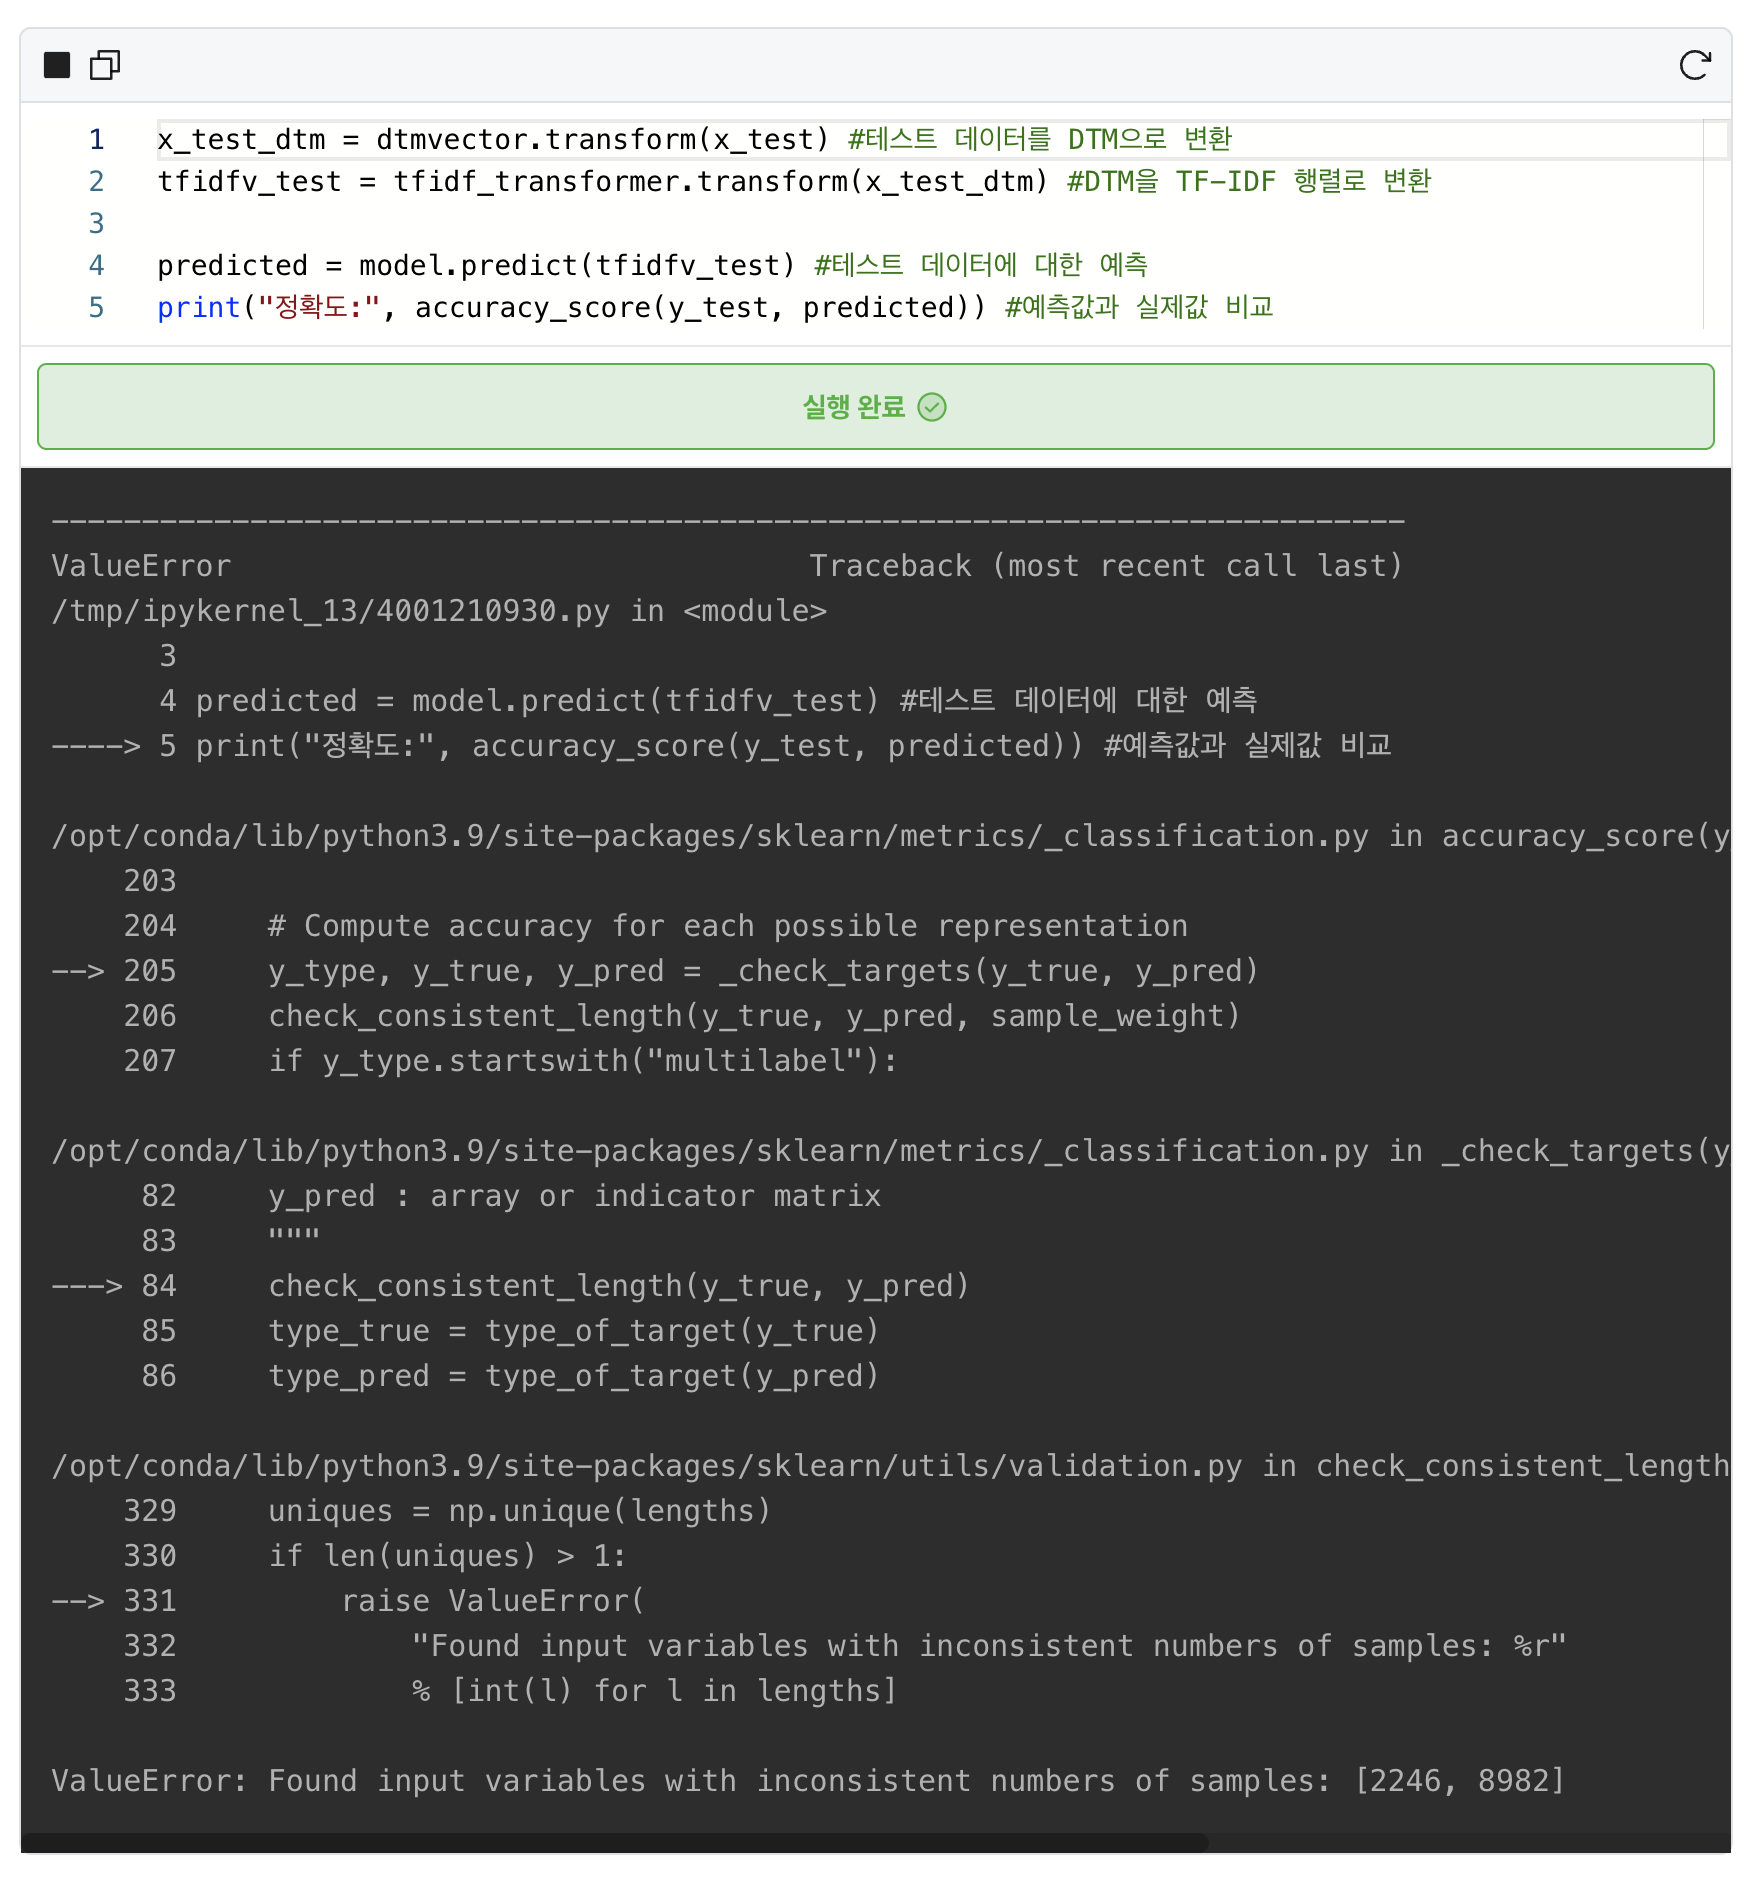 1 x_test_dtm = dtmvector.transform(x_test) #테스트 데이터를 DTM으로 변환
2 tfidfv_test = tfidf_transformer.transform(x_test_dtm) #DTM을 TF-IDF 행렬로 변환
3
4 predicted = model.predict(tfidfv_test) #테스트 데이터에 대한 예측
5 print("정확도:", accuracy_score(y_test, predicted)) #예측값과 실제값 비교
실행 완료
---------------------------------------------------------------------------
ValueError                                Traceback (most recent call last)
/tmp/ipykernel_13/4001210930.py in <module>
      3
      4 predicted = model.predict(tfidfv_test) #테스트 데이터에 대한 예측
----> 5 print("정확도:", accuracy_score(y_test, predicted)) #예측값과 실제값 비교
/opt/conda/lib/python3.9/site-packages/sklearn/metrics/_classification.py in accuracy_score(y
    203
    204     # Compute accuracy for each possible representation
--> 205     y_type, y_true, y_pred = _check_targets(y_true, y_pred)
    206     check_consistent_length(y_true, y_pred, sample_weight)
    207     if y_type.startswith("multilabel"):
/opt/conda/lib/python3.9/site-packages/sklearn/metrics/_classification.py in _check_targets(y
     82     y_pred : array or indicator matrix
     83     """
---> 84     check_consistent_length(y_true, y_pred)
     85     type_true = type_of_target(y_true)
     86     type_pred = type_of_target(y_pred)
/opt/conda/lib/python3.9/site-packages/sklearn/utils/validation.py in check_consistent_length
    329     uniques = np.unique(lengths)
    330     if len(uniques) > 1:
--> 331         raise ValueError(
    332             "Found input variables with inconsistent numbers of samples: %r"
    333             % [int(l) for l in lengths]
ValueError: Found input variables with inconsistent numbers of samples: [2246, 8982]